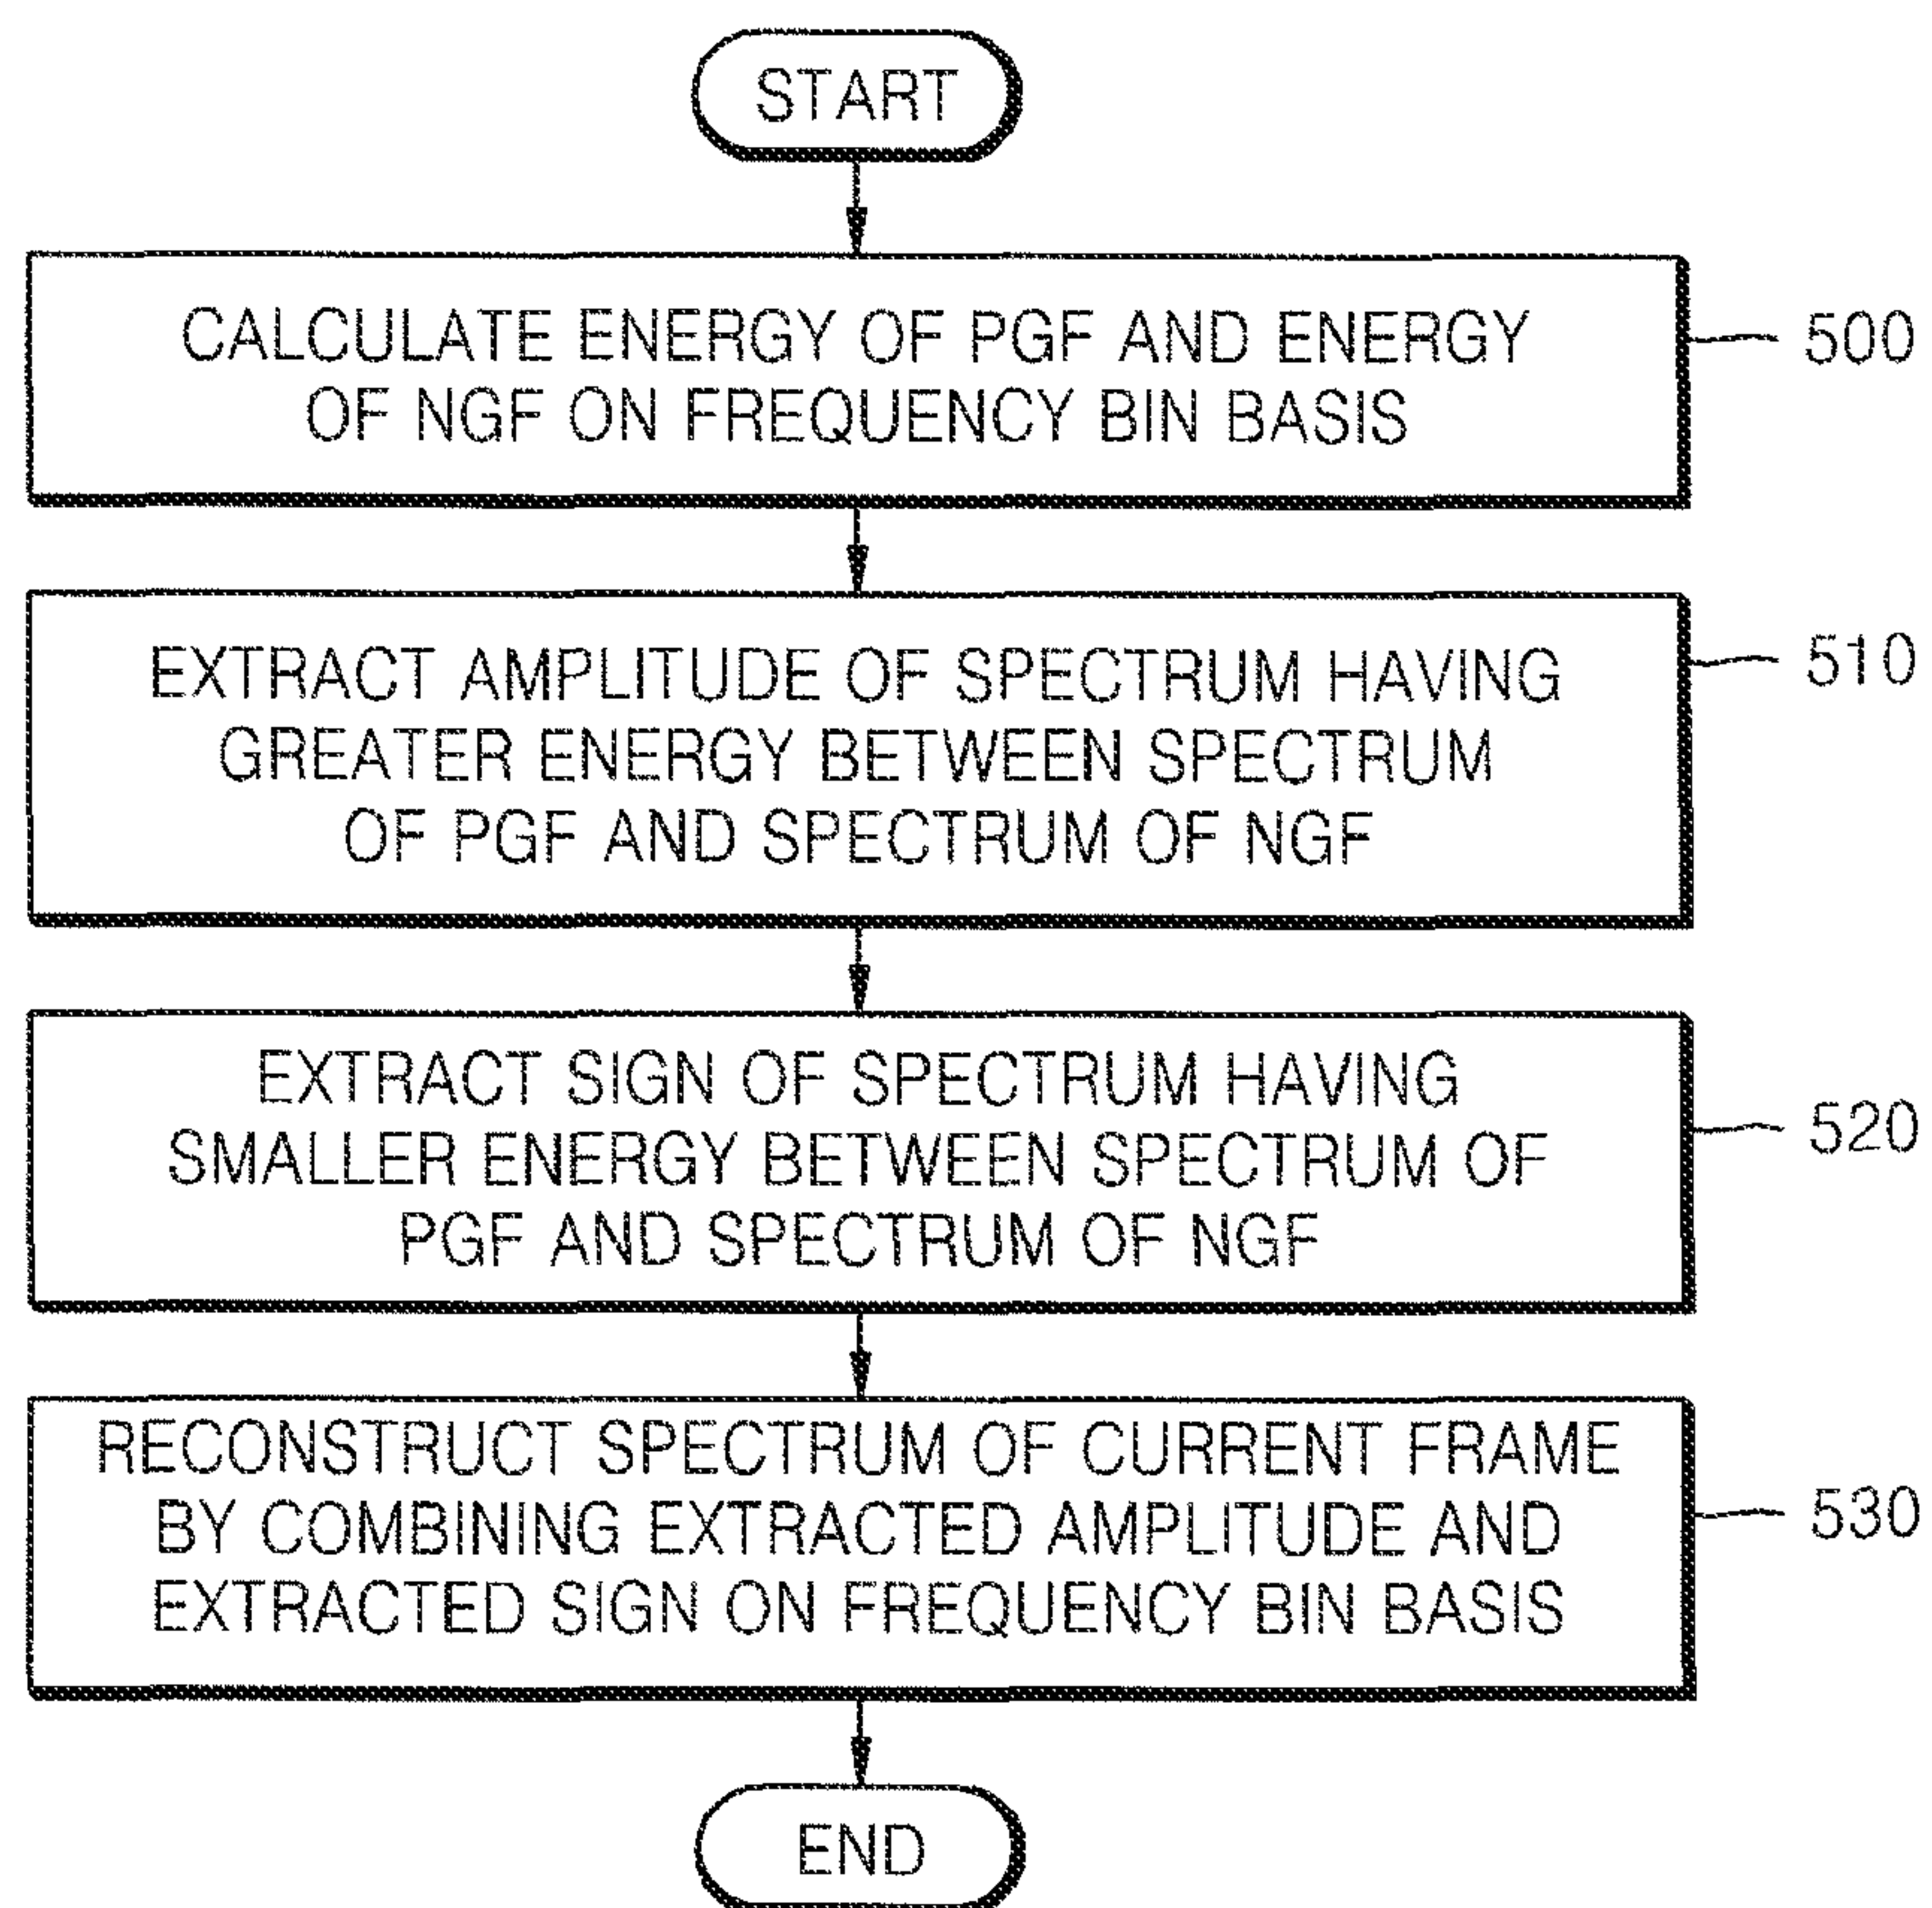 START
CALCULATE ENERGY OF PGF AND ENERGY
OF NGF ON FREQUENCY BIN BASIS
500
EXTRACT AMPLITUDE OF SPECTRUM HAVING
GREATER ENERGY BETWEEN SPECTRUM
OF PGF AND SPECTRUM OF NGF
510
EXTRACT SIGN OF SPECTRUM HAVING
SMALLER ENERGY BETWEEN SPECTRUM OF
PGF AND SPECTRUM OF NGF
520
RECONSTRUCT SPECTRUM OF CURRENT FRAME
BY COMBINING EXTRACTED AMPLITUDE AND
EXTRACTED SIGN ON FREQUENCY BIN BASIS
530
END